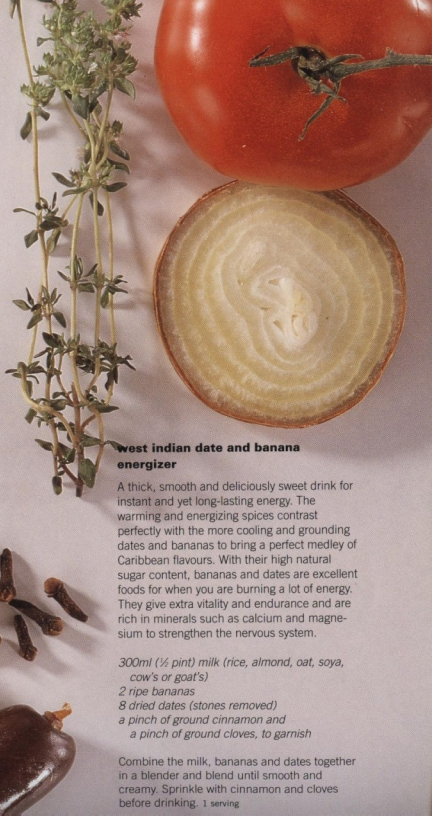 west indian date and banana
energizer
A thick, smooth and deliciously sweet drink for
instant and yet long-lasting energy. The
warming and energizing spices contrast
perfectly with the more cooling and grounding
dates and bananas to bring a perfect medley of
Caribbean flavours. With their high natural
sugar content, bananas and dates are excellent
foods for when you are burning a lot of energy.
They give extra vitality and endurance and are
rich in minerals such as calcium and magne-
sium to strengthen the nervous system.
300ml (½ pint) milk (rice, almond, oat, soya,
cow's or goat's)
2 ripe bananas
8 dried dates (stones removed)
a pinch of ground cinnamon and
a pinch of ground cloves, to garnish
Combine the milk, bananas and dates together
in a blender and blend until smooth and
creamy. Sprinkle with cinnamon and cloves
before drinking. 1 serving